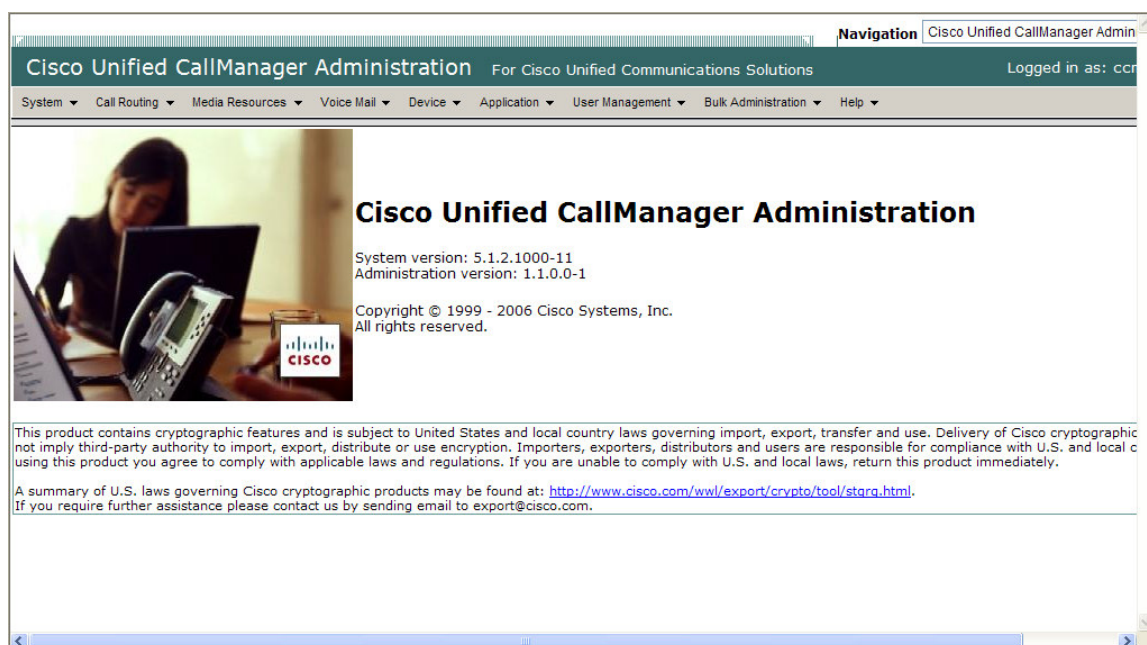 Navigation Cisco Unified CallManager Admin
Cisco Unified CallManager Administration For Cisco Unified Communications Solutions Logged in as:
System Call Routing Media Resources Voice Mail Device Application User Management Bulk Administration Help
Cisco Unified CallManager Administration
System version: 5.1.2.1000-11
Administration version: 1.1.0.0-1
Copyright © 1999 - 2006 Cisco Systems, Inc.
All rights reserved.
CISCO
This product contains cryptographic features and is subject to United States and local country laws governing import, export, transfer and use. Delivery of Cisco cryptographic
not imply third-party authority to import, export, distribute or use encryption. Importers, exporters, distributors and users are responsible for compliance with U.S. and local c
using this product you agree to comply with applicable laws and regulations. If you are unable to comply with U.S. and local laws, return this product immediately.
A summary of U.S. laws governing Cisco cryptographic products may be found at: http://www.cisco.com/wwl/export/crypto/tool/stqrg.html.
If you require further assistance please contact us by sending email to export@cisco.com.